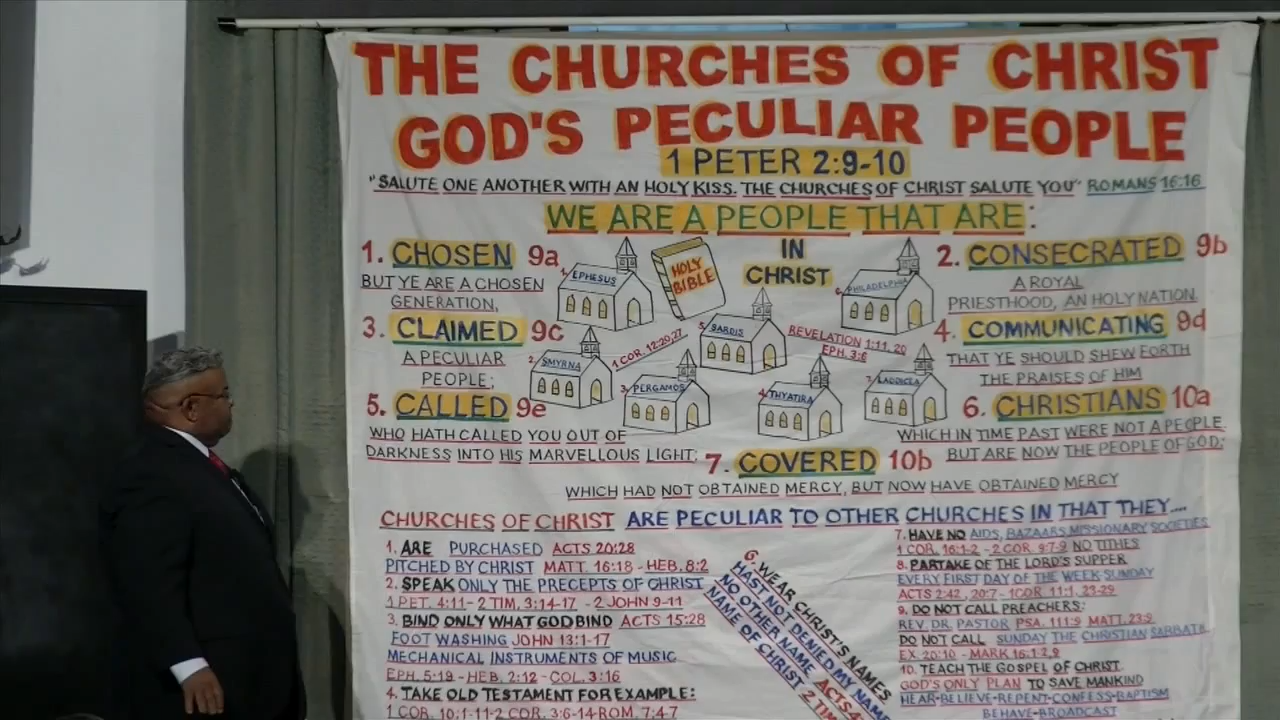 THE CHURCHES OF CHRIST
GOD'S PECULIAR PEOPLE
1 PETER 2:9-10
"SALUTE ONE ANOTHER WITH AN HOLY KISS. THE CHURCHES OF CHRIST SALUTE YOU" ROMANS 16:16
WE ARE A PEOPLE THAT ARE:
1. CHOSEN 9a
BUT YE ARE A CHOSEN
GENERATION,
IN
CHRIST
2. CONSECRATED 9b
A ROYAL
PRIESTHOOD, AN HOLY NATION
3. CLAIMED 9c
A PECULIAR
PEOPLE;
4. COMMUNICATING 9d
THAT YE SHOULD SHEW FORTH
THE PRAISES OF HIM
HOLY
BIBLE
1. EPHESUS
2. SMYRNA
3. PERGAMOS
4. THYATIRA
5. SARDIS
6. PHILADELPHIA
7. LAODICEA
1 COR. 12:20,27
REVELATION 1:11, 20
EPH. 3:6
5. CALLED 9e
WHO HATH CALLED YOU OUT OF
DARKNESS INTO HIS MARVELLOUS LIGHT;
6. CHRISTIANS 10a
WHICH IN TIME PAST WERE NOT A PEOPLE
BUT ARE NOW THE PEOPLE OF GOD;
7. COVERED 10b
WHICH HAD NOT OBTAINED MERCY, BUT NOW HAVE OBTAINED MERCY
CHURCHES OF CHRIST ARE PECULIAR TO OTHER CHURCHES IN THAT THEY....
1. ARE PURCHASED ACTS 20:28
PITCHED BY CHRIST MATT. 16:18 - HEB. 8:2
2. SPEAK ONLY THE PRECEPTS OF CHRIST
1 PET. 4:11- 2 TIM. 3:14-17 - 2 JOHN 9-11
3. BIND ONLY WHAT GOD BIND ACTS 15:28
FOOT WASHING JOHN 13:1-17
MECHANICAL INSTRUMENTS OF MUSIC
EPH. 5:19 - HEB. 2:12 - COL. 3:16
4. TAKE OLD TESTAMENT FOR EXAMPLE:
1 COR. 10:1-11-2 COR. 3:6-14 ROM. 7:4-7
6. WEAR CHRIST'S NAMES
HAST NOT DENIED MY NAME
NO OTHER NAME ACTS 4:
NAME OF CHRIST 2 TIM
7. HAVE NO AIDS, BAZAARS, MISSIONARY SOCIETIES
1 COR. 16:1-2 - 2 COR. 9:7-9 NO TITHES
8. PARTAKE OF THE LORD'S SUPPER
EVERY FIRST DAY OF THE WEEK-SUNDAY
ACTS 2:42, 20:7 - 1COR. 11:1, 23-29
9. DO NOT CALL PREACHERS:
REV. DR. PASTOR PSA. 111:9 MATT. 23:9
DO NOT CALL SUNDAY THE CHRISTIAN SABBATH
EX. 20:10 - MARK 16:1-2,9
10. TEACH THE GOSPEL OF CHRIST
GOD'S ONLY PLAN TO SAVE MANKIND
HEAR-BELIEVE-REPENT-CONFESS-BAPTISM
BEHAVE-BROADCAST